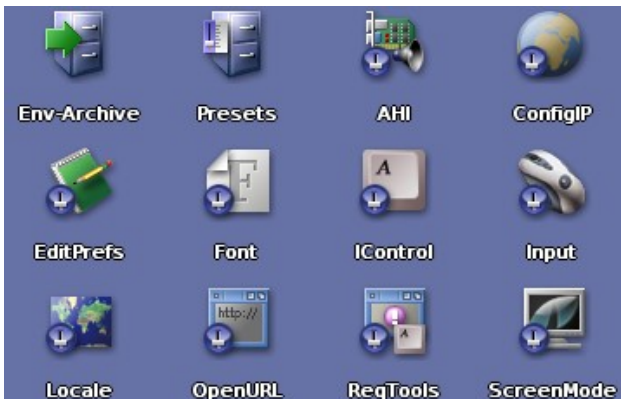 Env-Archive Presets AHI ConfigIP
A
EditPrefs Font IControl Input
http://
A
Locale OpenURL RegTools ScreenMode